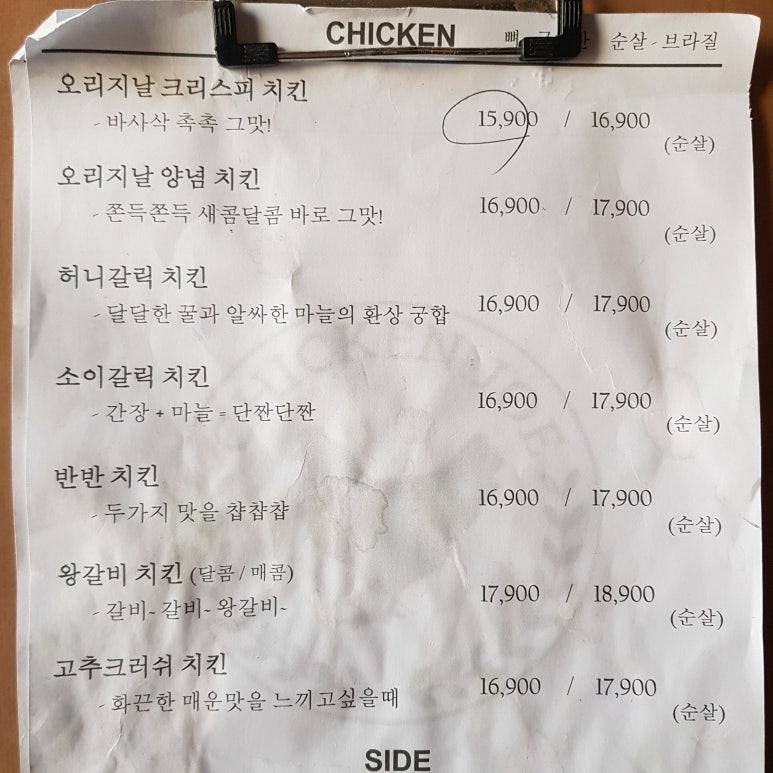 CHICKEN 순살 - 브라질
오리지날 크리스피 치킨
- 바사삭 촉촉 그맛! 15,900 / 16,900
(순살)
오리지날 양념 치킨
- 쫀득쫀득 새콤달콤 바로 그맛! 16,900 / 17,900
(순살)
허니갈릭 치킨
- 달달한 꿀과 알싸한 마늘의 환상 궁합 16,900 / 17,900
(순살)
소이갈릭 치킨
- 간장 + 마늘 = 단짠단짠 16,900 / 17,900
(순살)
반반 치킨
- 두가지 맛을 챱챱챱 16,900 / 17,900
(순살)
왕갈비 치킨 (달콤/매콤)
- 갈비~ 갈비~ 왕갈비~ 17,900 / 18,900
(순살)
고추크러쉬 치킨
- 화끈한 매운맛을 느끼고싶을때 16,900 / 17,900
(순살)
SIDE